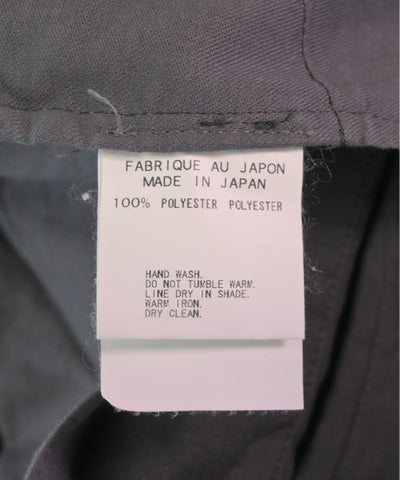 FABRIQUE AU JAPON
MADE IN JAPAN
100% POLYESTER POLYESTER
HAND WASH.
DO NOT TUMBLE WARM.
LINE DRY IN SHADE.
WARM IRON.
DRY CLEAN.